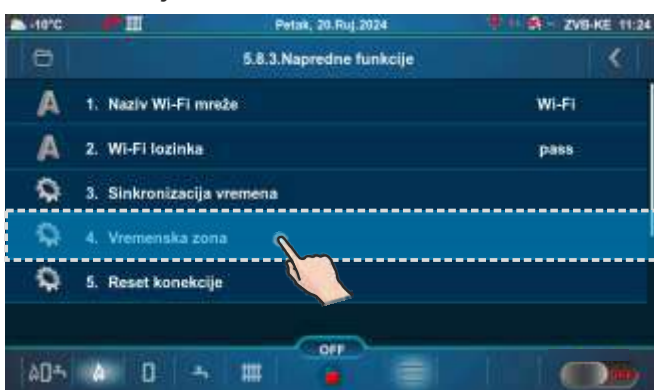 -10°C Petak, 20.Ruj.2024 ZVB-KE 11:24
5.8.3.Napredne funkcije
1. Naziv Wi-Fi mreže Wi-Fi
2. Wi-Fi lozinka pass
3. Sinkronizacija vremena
4. Vremenska zona
5. Reset konekcije
OFF